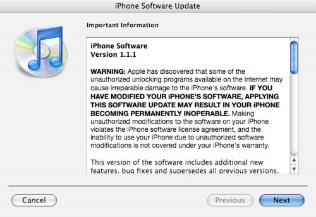 iPhone Software Update
Important Information
iPhone Software
Version 1.1.1
WARNING: Apple has discovered that some of the
unauthorized unlocking programs available on the Internet may
cause irreparable damage to the iPhone's software. IF YOU
HAVE MODIFIED YOUR IPHONE'S SOFTWARE, APPLYING
THIS SOFTWARE UPDATE MAY RESULT IN YOUR IPHONE
BECOMING PERMANENTLY INOPERABLE. Making
unauthorized modifications to the software on your iPhone
violates the iPhone software license agreement, and the
inability to use your iPhone due to unauthorized software
modifications is not covered under your iPhone's warranty.
This version of the software includes additional new
features, bug fixes and supersedes all previous versions.
Cancel
Previous
Next